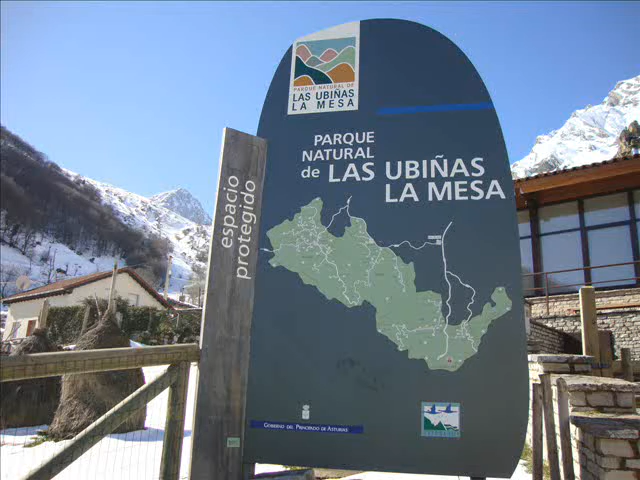 PARQUE NATURAL DE
LAS UBIÑAS
LA MESA
PARQUE
NATURAL
de LAS UBIÑAS
LA MESA
espacio
protegido
GOBIERNO DEL PRINCIPADO DE ASTURIAS